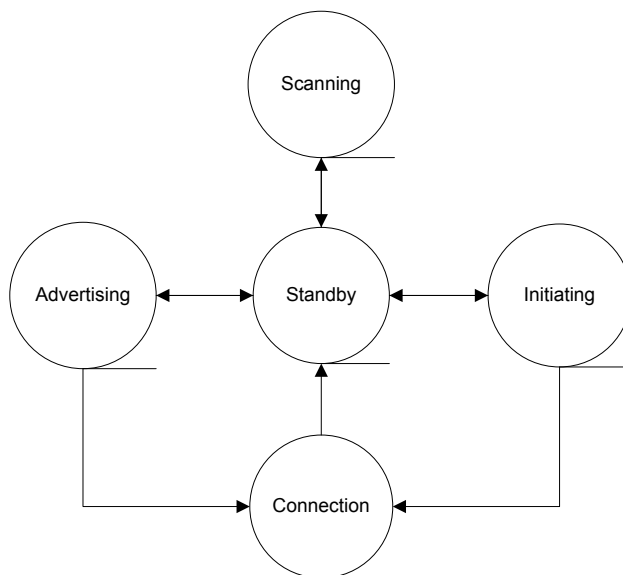 Scanning
Advertising
Standby
Initiating
Connection